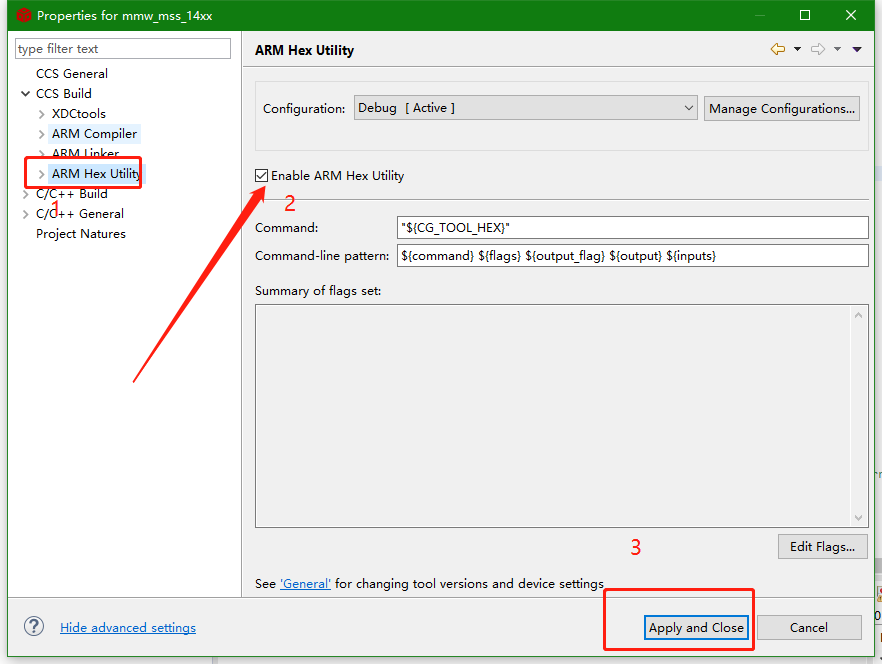 Properties for mmw_mss_14xx
type filter text
CCS General
CCS Build
XDCtools
ARM Compiler
ARM Linker
ARM Hex Utility
C/C++ Build
1
C/C++ General
Project Natures
ARM Hex Utility
Configuration:
Debug [ Active ]
Manage Configurations...
Enable ARM Hex Utility
2
Command:
"${CG_TOOL_HEX}"
Command-line pattern:
${command} ${flags} ${output_flag} ${output} ${inputs}
Summary of flags set:
3
Edit Flags...
See 'General' for changing tool versions and device settings
?
Hide advanced settings
Apply and Close
Cancel